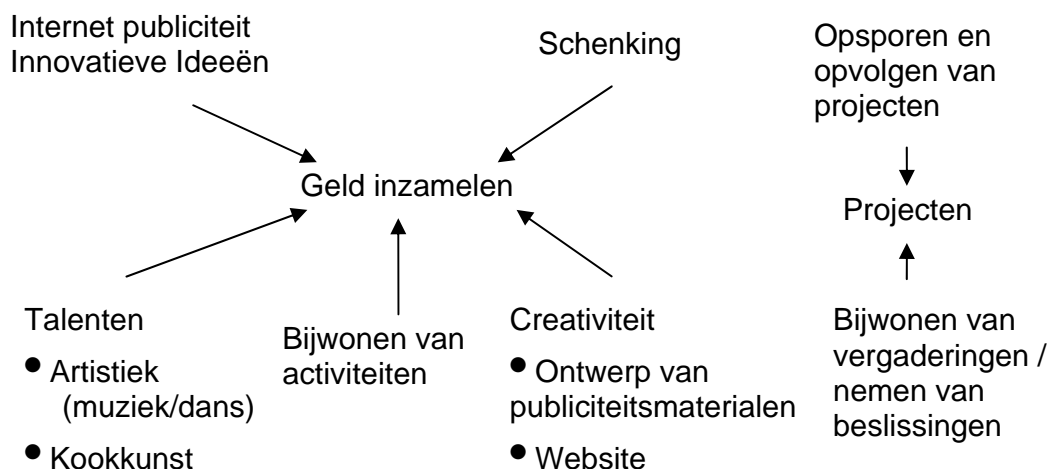 Internet publiciteit
Innovatieve Ideeën
Schenking
Opsporen en
opvolgen van
projecten
Geld inzamelen
Projecten
Talenten
• Artistiek
(muziek/dans)
• Kookkunst
Bijwonen van
activiteiten
Creativiteit
• Ontwerp van
publiciteitsmaterialen
• Website
Bijwonen van
vergaderingen /
nemen van
beslissingen